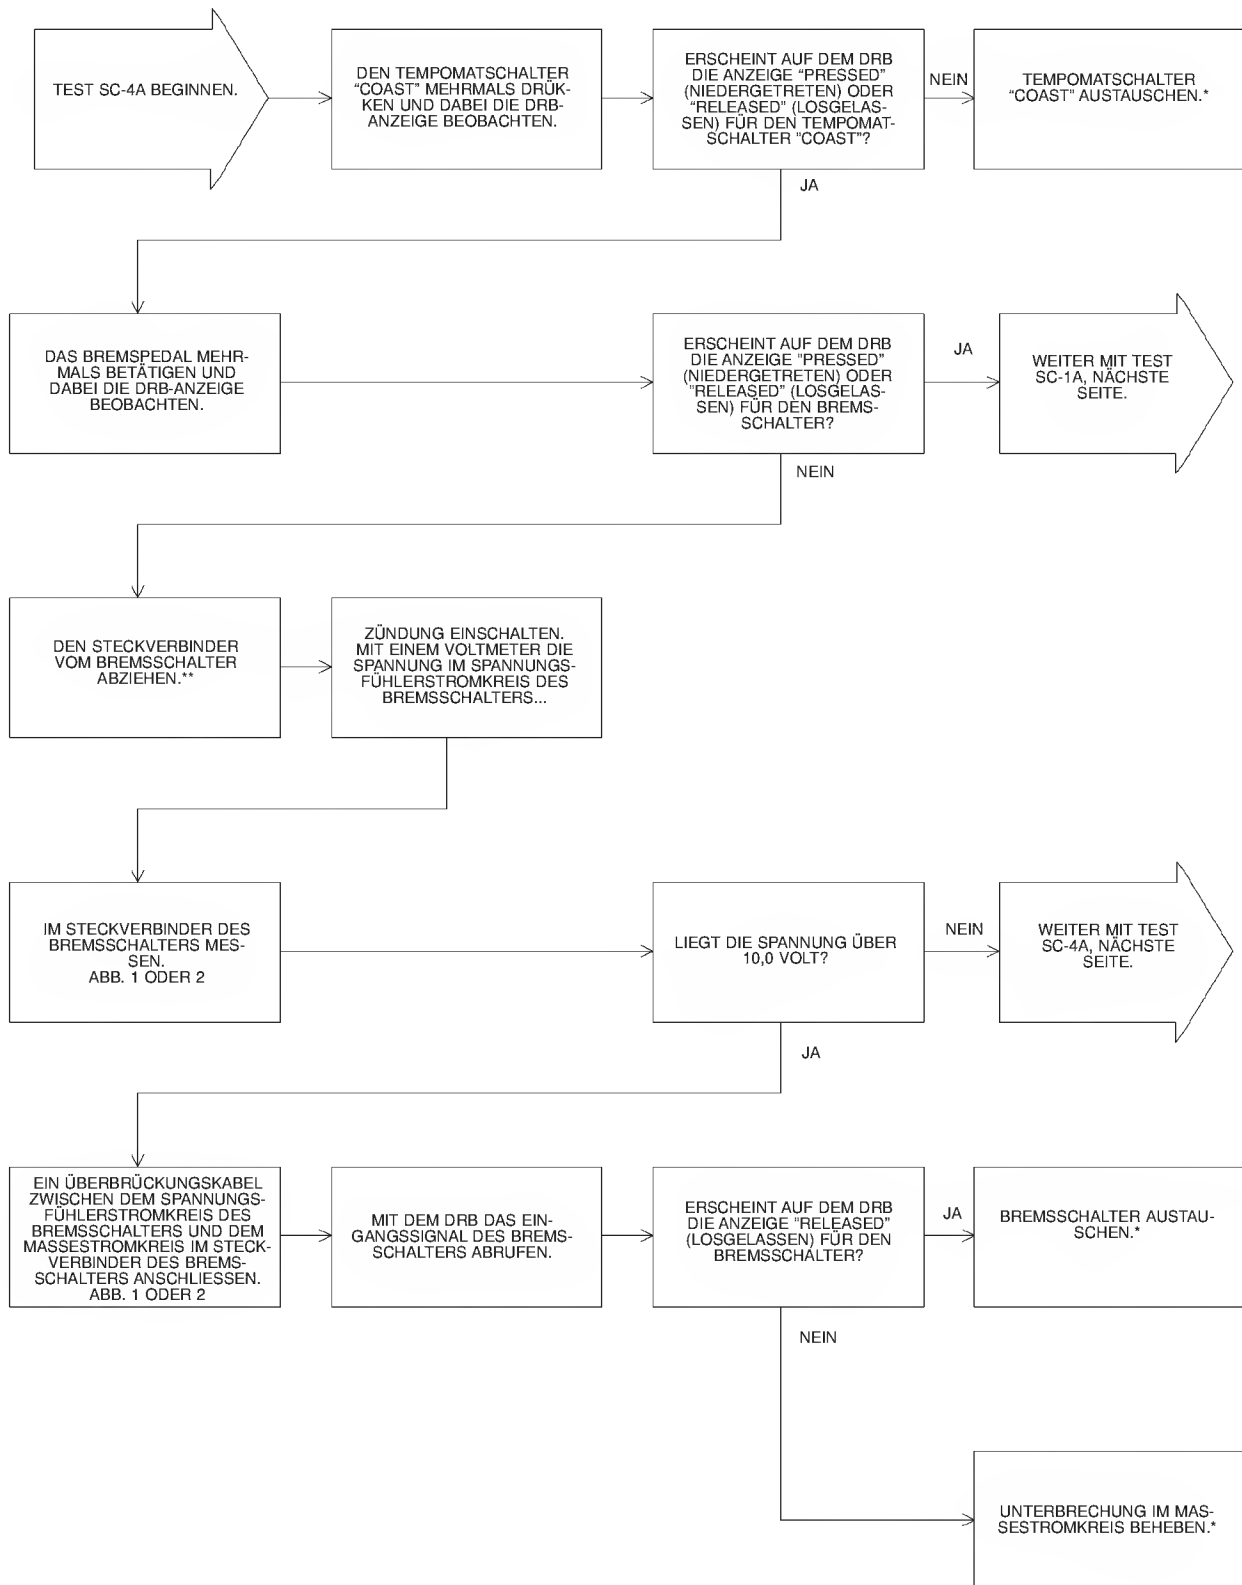 TEST SC-4A BEGINNEN.
DEN TEMPOMATSCHALTER
“COAST” MEHRMALS DRÜK-
KEN UND DABEI DIE DRB-
ANZEIGE BEOBACHTEN.
ERSCHEINT AUF DEM DRB
DIE ANZEIGE “PRESSED”
(NIEDERGETRETEN) ODER
“RELEASED” (LOSGELAS-
SEN) FÜR DEN TEMPOMAT-
SCHALTER ”COAST”?
NEIN
TEMPOMATSCHALTER
“COAST” AUSTAUSCHEN.*
JA
DAS BREMSPEDAL MEHR-
MALS BETÄTIGEN UND
DABEI DIE DRB-ANZEIGE
BEOBACHTEN.
ERSCHEINT AUF DEM DRB
DIE ANZEIGE ”PRESSED”
(NIEDERGETRETEN) ODER
”RELEASED” (LOSGELAS-
SEN) FÜR DEN BREMS-
SCHALTER?
JA
WEITER MIT TEST
SC-1A, NÄCHSTE
SEITE.
NEIN
DEN STECKVERBINDER
VOM BREMSSCHALTER
ABZIEHEN.**
ZÜNDUNG EINSCHALTEN.
MIT EINEM VOLTMETER DIE
SPANNUNG IM SPANNUNGS-
FÜHLERSTROMKREIS DES
BREMSSCHALTERS...
IM STECKVERBINDER DES
BREMSSCHALTERS MES-
SEN.
ABB. 1 ODER 2
LIEGT DIE SPANNUNG ÜBER
10,0 VOLT?
NEIN
WEITER MIT TEST
SC-4A, NÄCHSTE
SEITE.
JA
EIN ÜBERBRÜCKUNGSKABEL
ZWISCHEN DEM SPANNUNGS-
FÜHLERSTROMKREIS DES
BREMSSCHALTERS UND DEM
MASSESTROMKREIS IM STECK-
VERBINDER DES BREMS-
SCHALTERS ANSCHLIESSEN.
ABB. 1 ODER 2
MIT DEM DRB DAS EIN-
GANGSSIGNAL DES BREMS-
SCHALTERS ABRUFEN.
ERSCHEINT AUF DEM DRB
DIE ANZEIGE ”RELEASED”
(LOSGELASSEN) FÜR DEN
BREMSSCHALTER?
JA
BREMSSCHALTER AUSTAU-
SCHEN.*
NEIN
UNTERBRECHUNG IM MAS-
SESTROMKREIS BEHEBEN.*